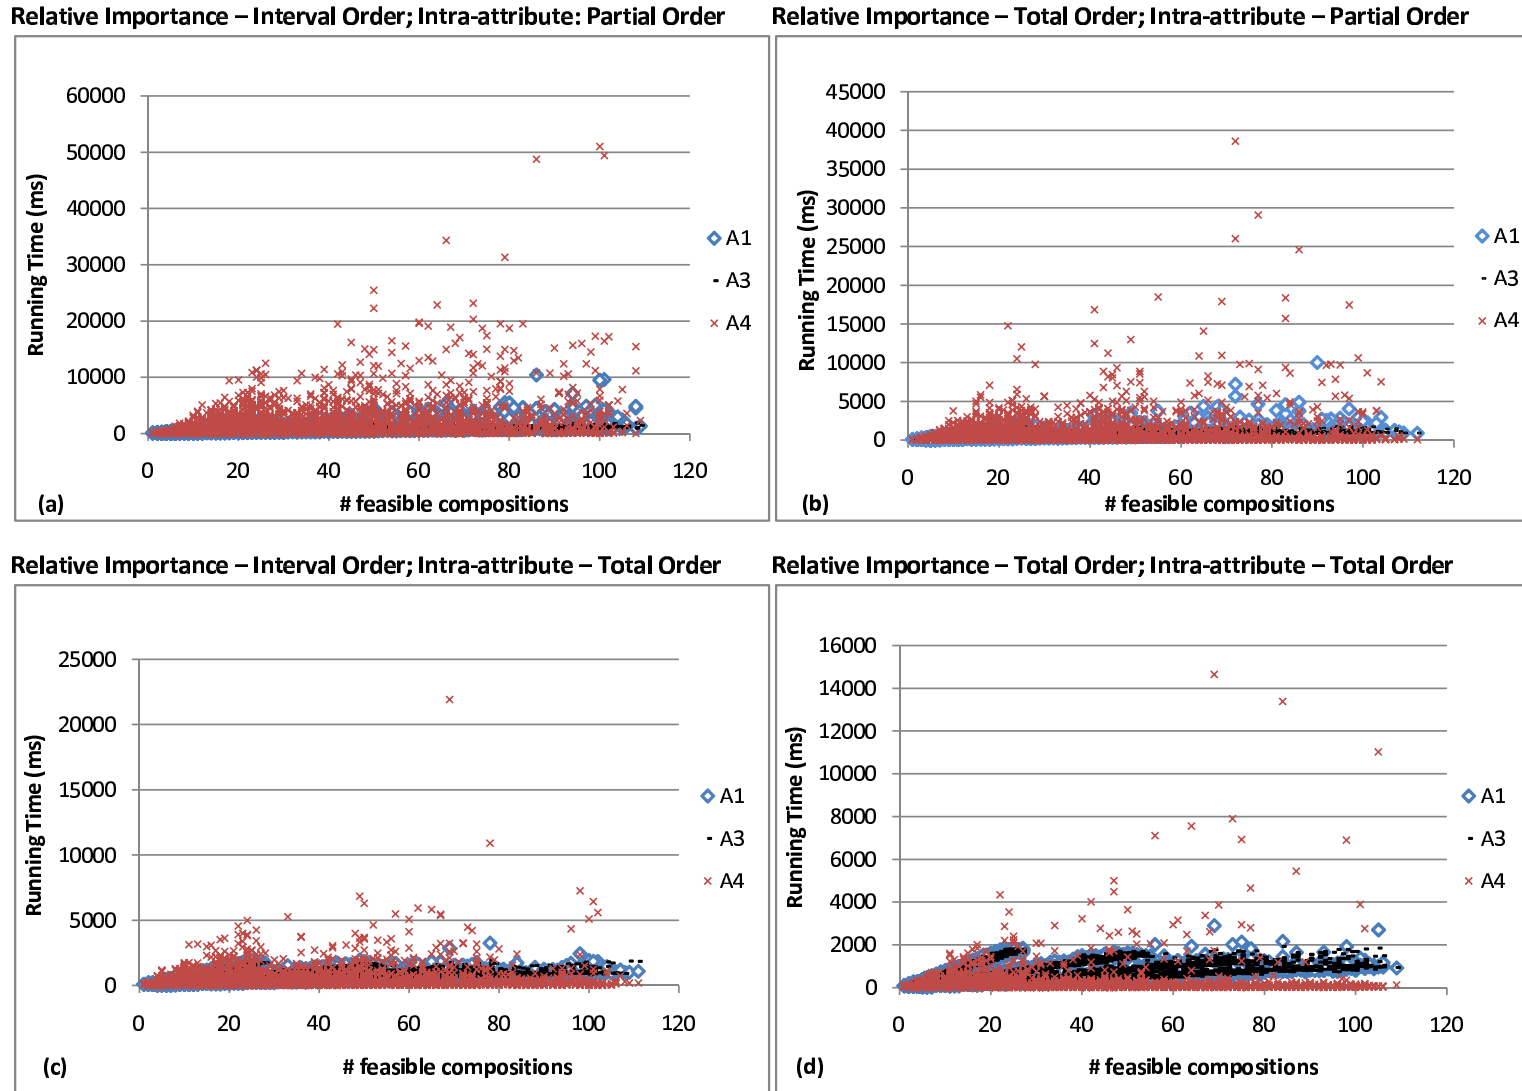 Relative Importance – Interval Order; Intra-attribute: Partial Order
60000
50000
40000
30000
20000
10000
0
Running Time (ms)
0 20 40 60 80 100 120
# feasible compositions
(a)
A1
A3
A4
Relative Importance – Total Order; Intra-attribute – Partial Order
45000
40000
35000
30000
25000
20000
15000
10000
5000
0
Running Time (ms)
0 20 40 60 80 100 120
# feasible compositions
(b)
A1
A3
A4
Relative Importance – Interval Order; Intra-attribute – Total Order
25000
20000
15000
10000
5000
0
Running Time (ms)
0 20 40 60 80 100 120
# feasible compositions
(c)
A1
A3
A4
Relative Importance – Total Order; Intra-attribute – Total Order
16000
14000
12000
10000
8000
6000
4000
2000
0
Running Time (ms)
0 20 40 60 80 100 120
# feasible compositions
(d)
A1
A3
A4